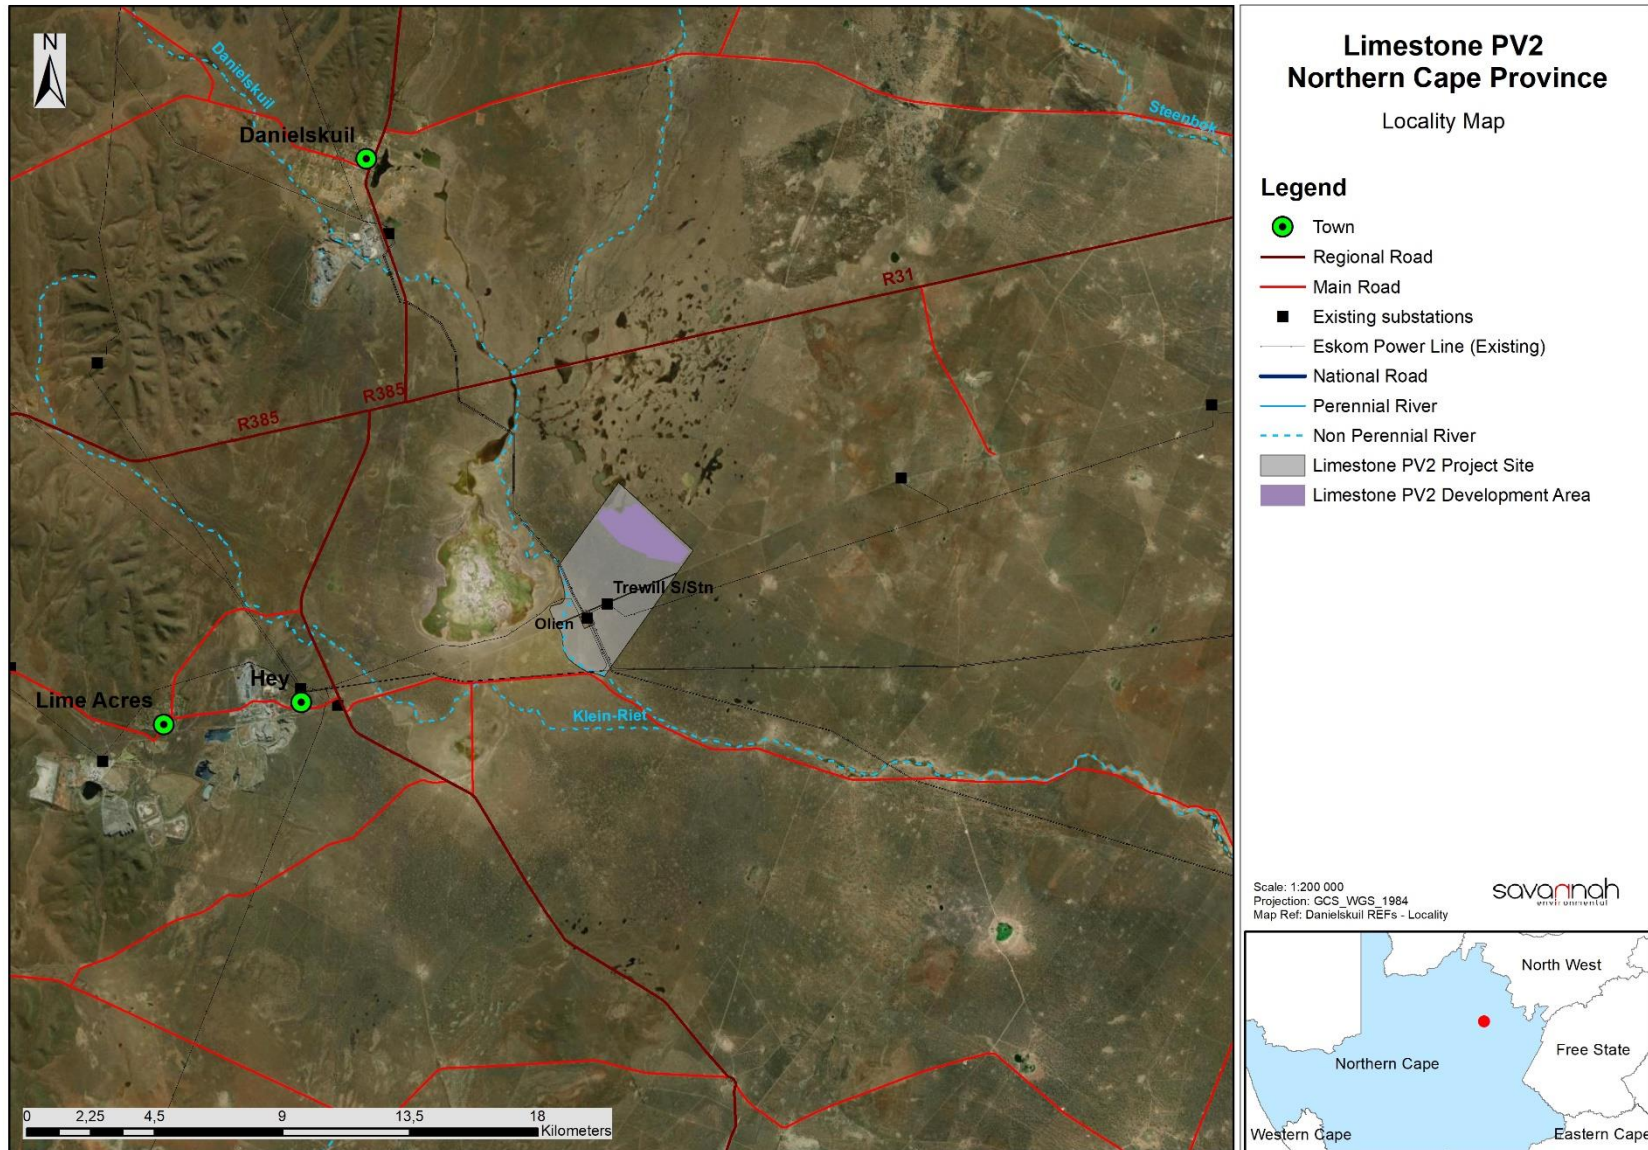 Limestone PV2
Northern Cape Province
Locality Map
Legend
Town
Regional Road
Main Road
Existing substations
Eskom Power Line (Existing)
National Road
Perennial River
Non Perennial River
Limestone PV2 Project Site
Limestone PV2 Development Area
N
Danielskuil
Danielskuil
Steenbok
R31
R385
R385
Trewill S/Stn
Olien
Hey
Lime Acres
Klein-Riet
0 2,25 4,5 9 13,5 18
Kilometers
Scale: 1:200 000
Projection: GCS_WGS_1984
Map Ref: Danielskuil REFs - Locality
savannah
environmental
North West
Northern Cape
Free State
Western Cape
Eastern Cape